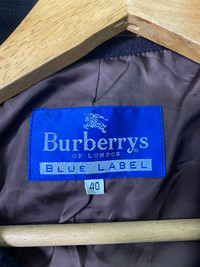 Burberrys
OF LONDON
BLUE LABEL
40